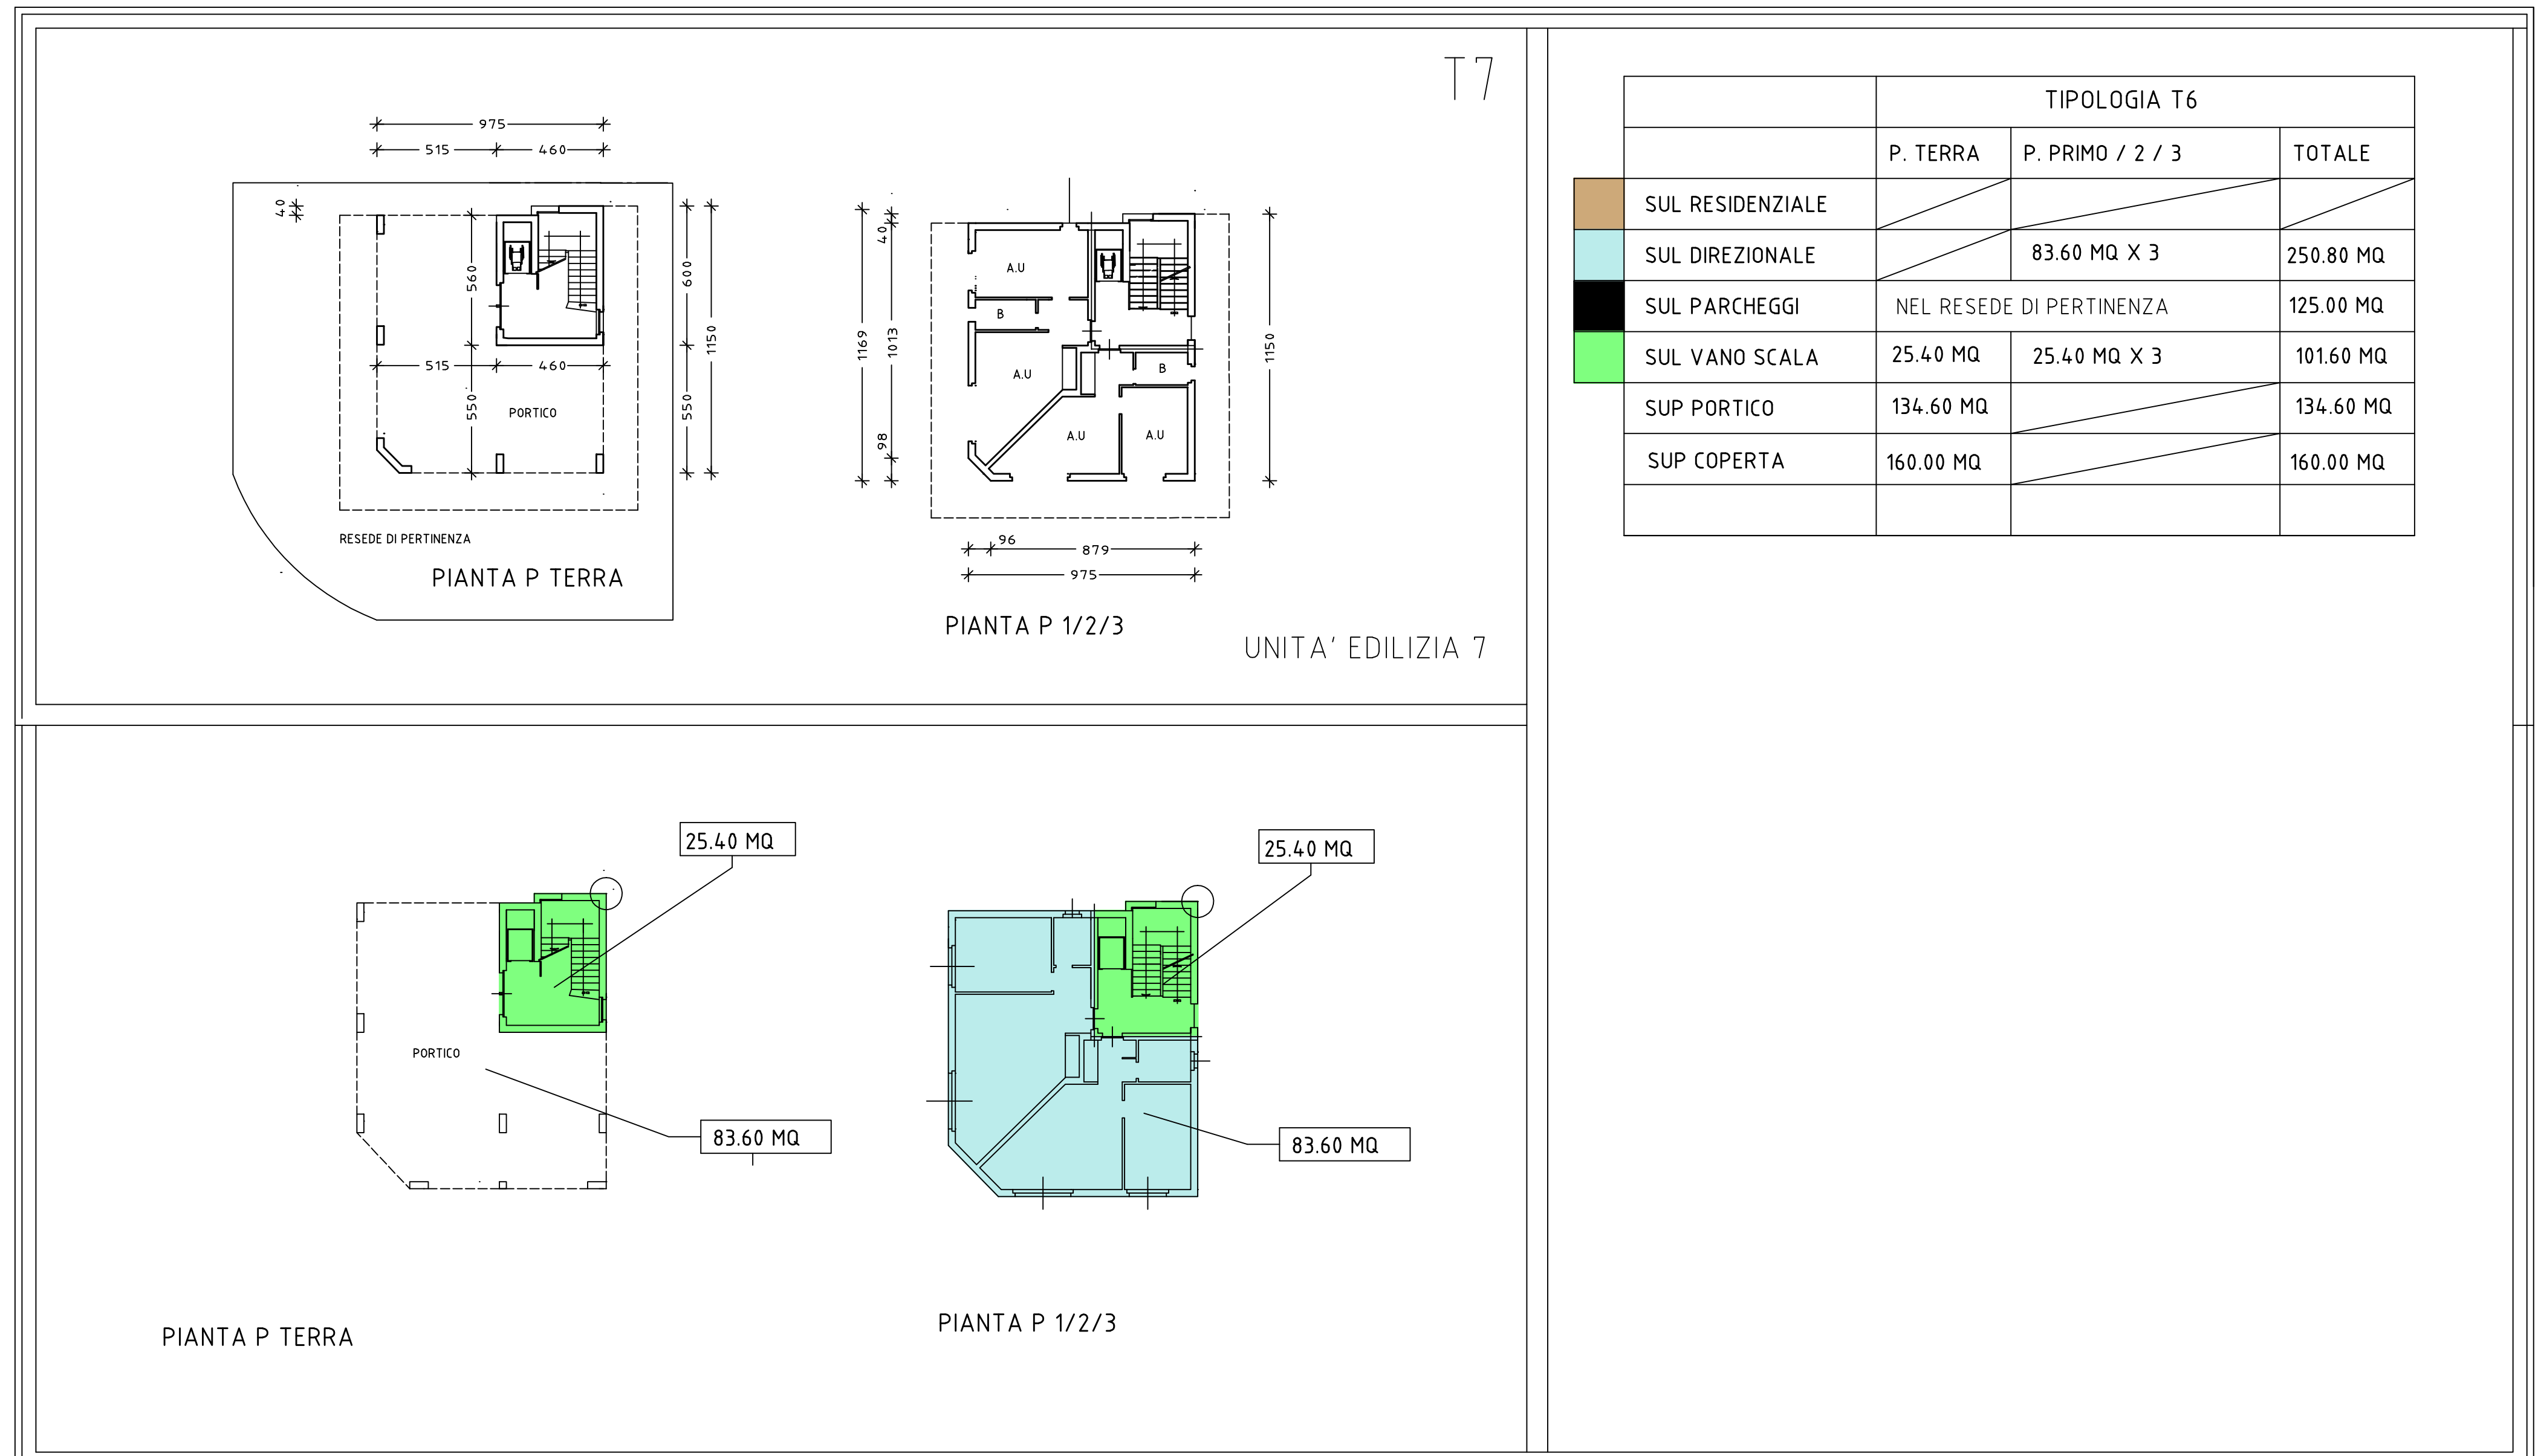 T7
975
515 460
40
560
600
1150
515 460
550
550
PORTICO
RESEDE DI PERTINENZA
PIANTA P TERRA
40
1169
1013
98
1150
A.U
B
A.U
B
A.U
A.U
96
879
975
PIANTA P 1/2/3
UNITA' EDILIZIA 7
TIPOLOGIA T6
P. TERRA P. PRIMO / 2 / 3 TOTALE
SUL RESIDENZIALE
SUL DIREZIONALE 83.60 MQ X 3 250.80 MQ
SUL PARCHEGGI NEL RESEDE DI PERTINENZA 125.00 MQ
SUL VANO SCALA 25.40 MQ 25.40 MQ X 3 101.60 MQ
SUP PORTICO 134.60 MQ 134.60 MQ
SUP COPERTA 160.00 MQ 160.00 MQ
25.40 MQ
PORTICO
83.60 MQ
PIANTA P TERRA
25.40 MQ
83.60 MQ
PIANTA P 1/2/3